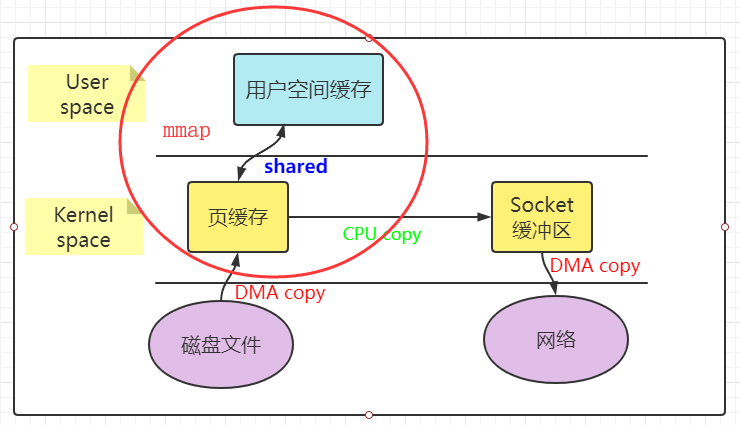 User
space
用户空间缓存
mmap
shared
Kernel
space
页缓存
CPU copy
Socket
缓冲区
DMA copy
DMA copy
磁盘文件
网络